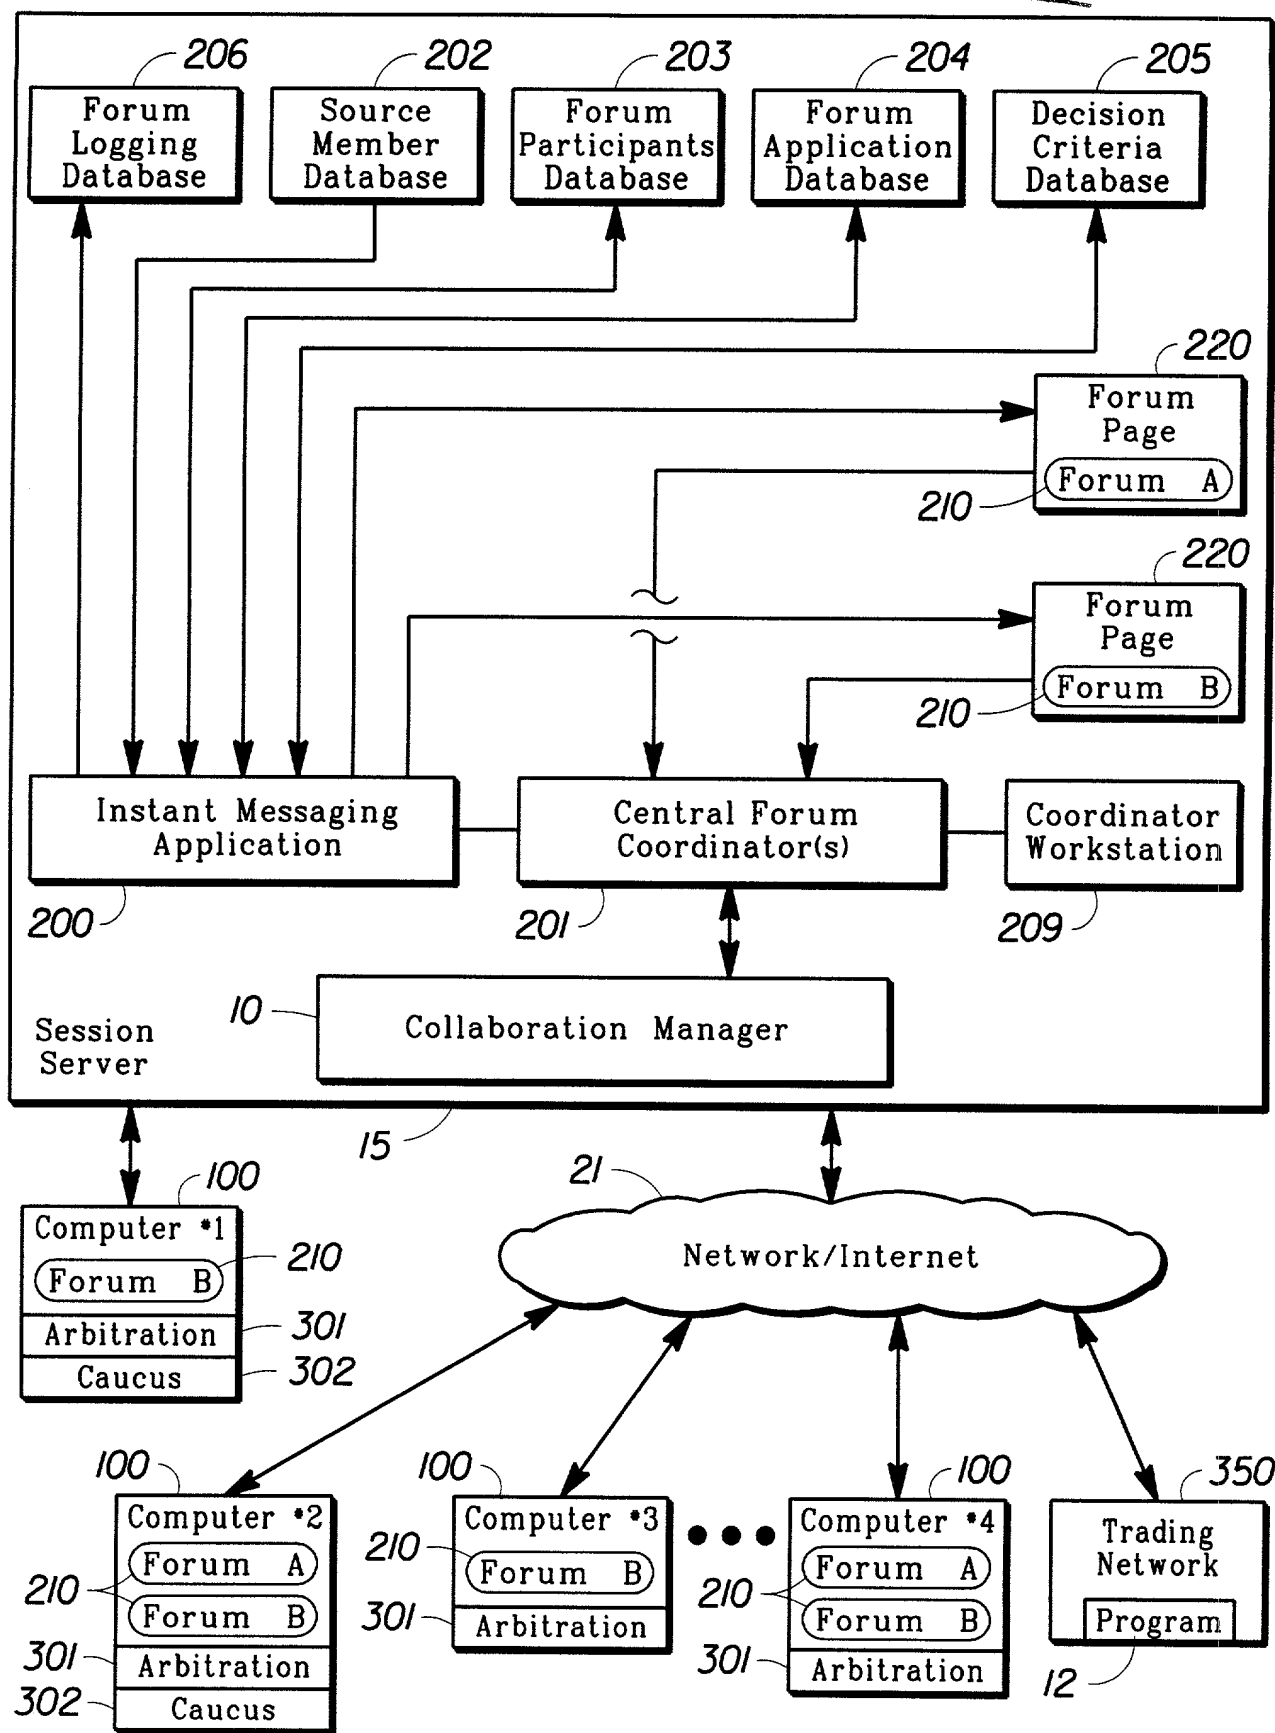 206
202
203
204
205
Forum
Logging
Database
Source
Member
Database
Forum
Participants
Database
Forum
Application
Database
Decision
Criteria
Database
220
Forum
Page
Forum A
210
220
Forum
Page
Forum B
210
Instant Messaging
Application
Central Forum
Coordinator(s)
Coordinator
Workstation
200
201
209
10
Collaboration Manager
Session
Server
15
100
21
Computer #1
Forum B
210
Arbitration
301
Caucus
302
Network/Internet
100
Computer #2
Forum A
Forum B
210
Arbitration
301
Caucus
302
100
Computer #3
Forum B
210
Arbitration
301
100
Computer #4
Forum A
Forum B
210
Arbitration
301
350
Trading
Network
Program
12